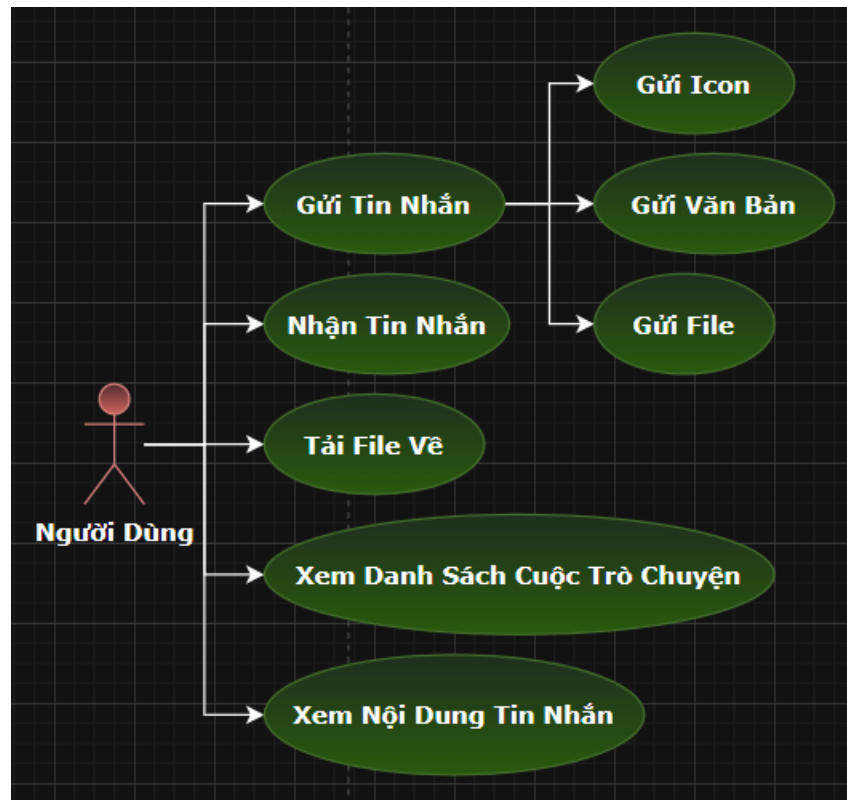 Gửi Icon
Gửi Tin Nhắn
Gửi Văn Bản
Nhận Tin Nhắn
Gửi File
Tải File Về
Người Dùng
Xem Danh Sách Cuộc Trò Chuyện
Xem Nội Dung Tin Nhắn